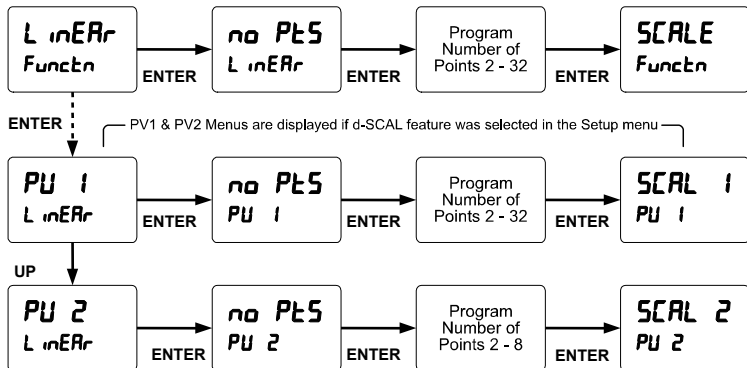 L inEAr
Functn
ENTER
no PtS
L inEAr
ENTER
Program
Number of
Points 2 - 32
ENTER
SCALE
Functn
ENTER
PV1 & PV2 Menus are displayed if d-SCAL feature was selected in the Setup menu
PU 1
L inEAr
ENTER
no PtS
PU 1
ENTER
Program
Number of
Points 2 - 32
ENTER
SCAL 1
PU 1
UP
PU 2
L inEAr
ENTER
no PtS
PU 2
ENTER
Program
Number of
Points 2 - 8
ENTER
SCAL 2
PU 2